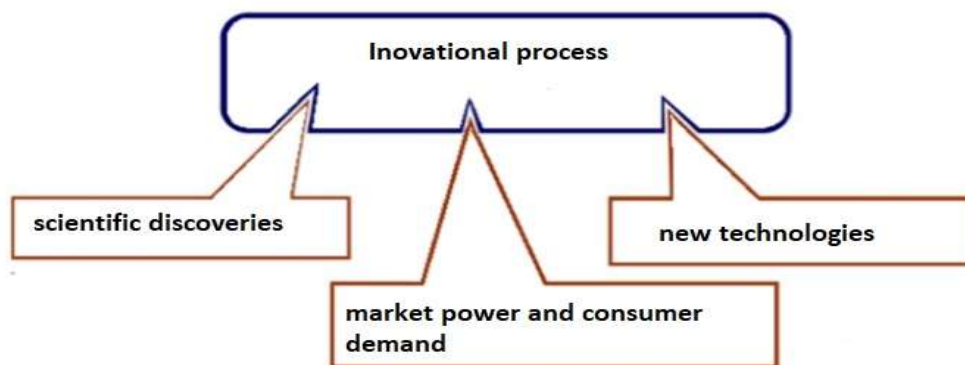 Inovational process
scientific discoveries
new technologies
market power and consumer
demand